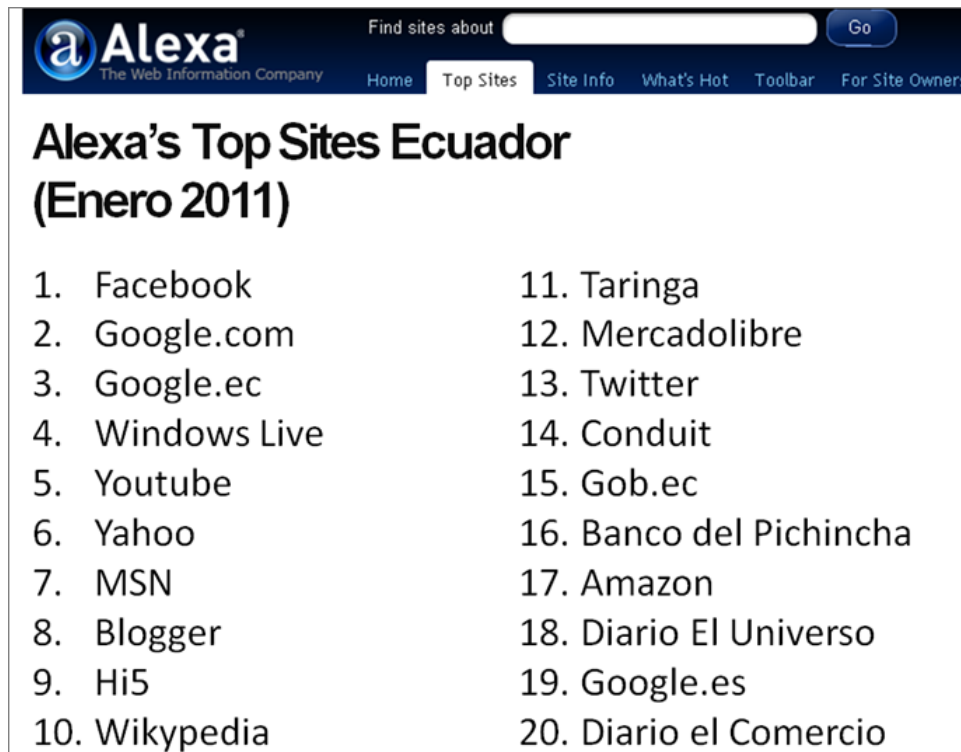 Alexa®
The Web Information Company
Find sites about
Go
Home Top Sites Site Info What's Hot Toolbar For Site Owners
Alexa's Top Sites Ecuador
(Enero 2011)
1. Facebook
2. Google.com
3. Google.ec
4. Windows Live
5. Youtube
6. Yahoo
7. MSN
8. Blogger
9. Hi5
10. Wikypedia
11. Taringa
12. Mercadolibre
13. Twitter
14. Conduit
15. Gob.ec
16. Banco del Pichincha
17. Amazon
18. Diario El Universo
19. Google.es
20. Diario el Comercio